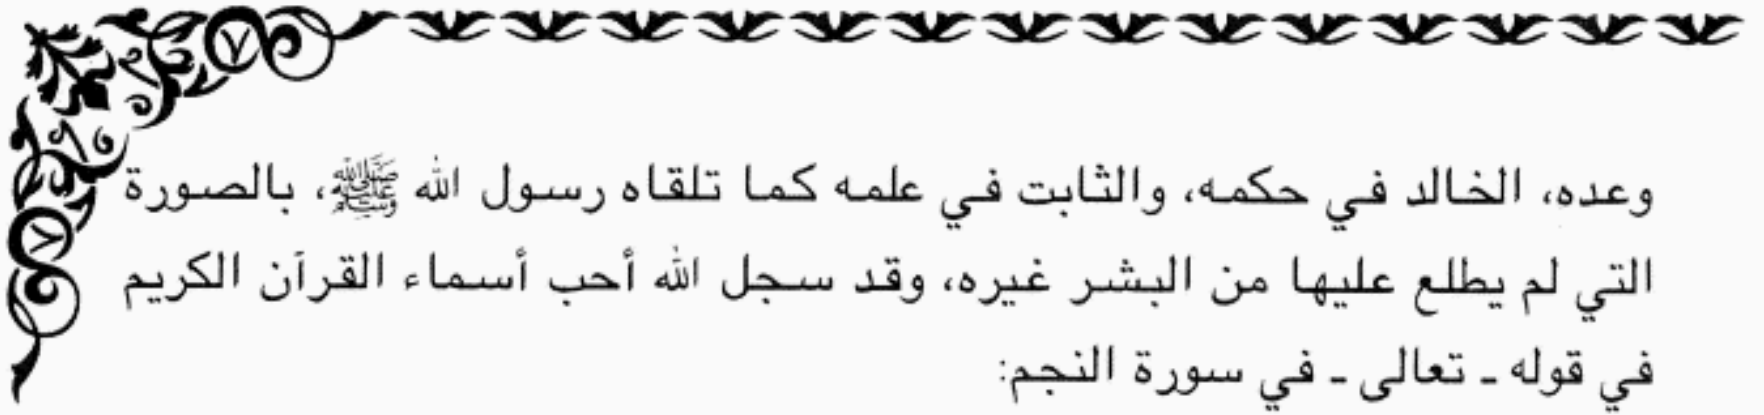 وعده، الخالد في حكمه، والثابت في علمه كما تلقاه رسول الله ﷺ، بالصورة
التي لم يطلع عليها من البشر غيره، وقد سجل الله أحب أسماء القرآن الكريم
في قوله ـ تعالى ـ في سورة النجم: